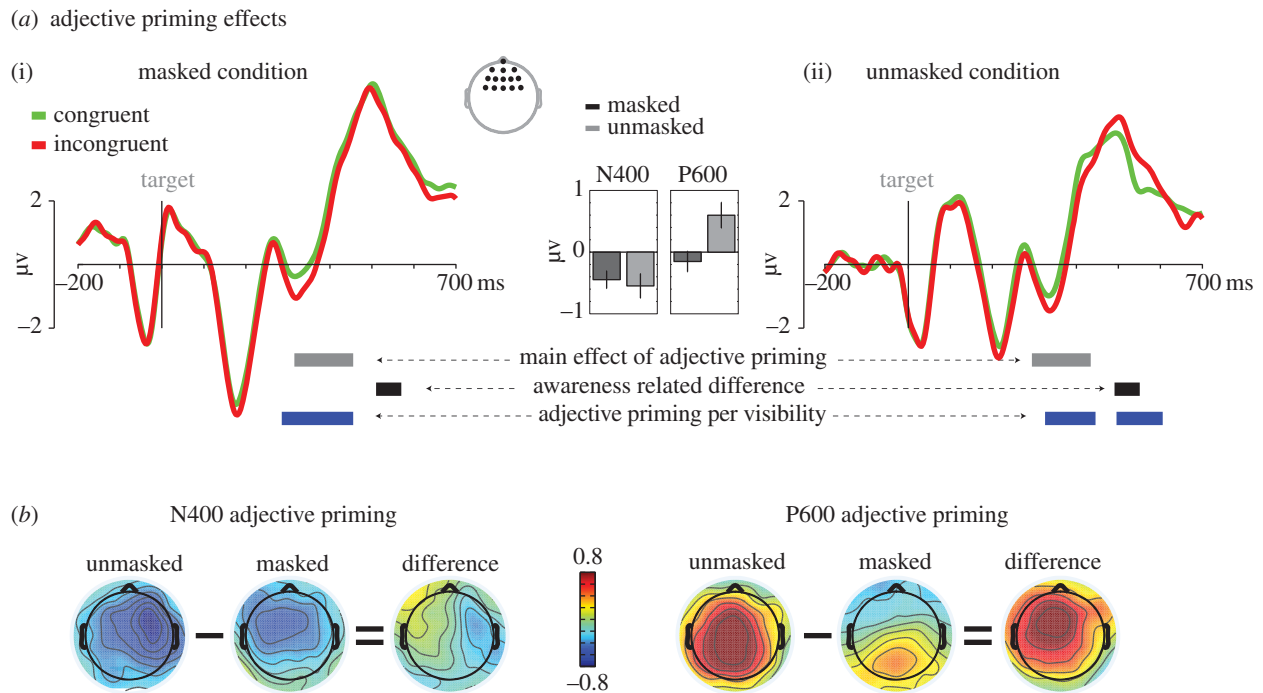 (a) adjective priming effects
(i) masked condition
congruent
incongruent
target
2
μv
−2
−200
700 ms
masked
unmasked
N400 P600
1
0
−1
(ii) unmasked condition
target
2
μv
−2
−200
700 ms
main effect of adjective priming
awareness related difference
adjective priming per visibility
(b) N400 adjective priming
unmasked masked difference
0.8
−0.8
P600 adjective priming
unmasked masked difference